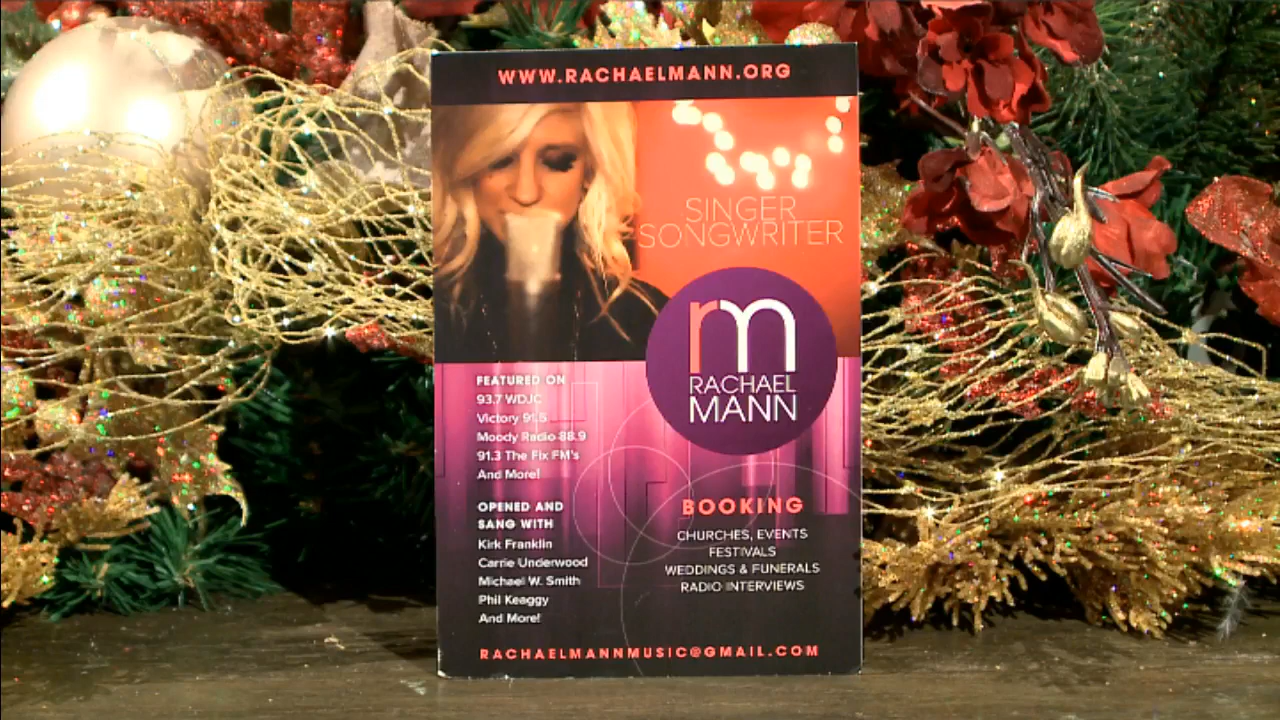 WWW.RACHAELMANN.ORG
SINGER
SONGWRITER
rm
RACHAEL
MANN
FEATURED ON
93.7 WDJC
Victory 91.5
Moody Radio 88.9
91.3 The Fix FM's
And More!
OPENED AND
SANG WITH
Kirk Franklin
Carrie Underwood
Michael W. Smith
Phil Keaggy
And More!
BOOKING
CHURCHES, EVENTS
FESTIVALS
WEDDINGS & FUNERALS
RADIO INTERVIEWS
RACHAELMANNMUSIC@GMAIL.COM